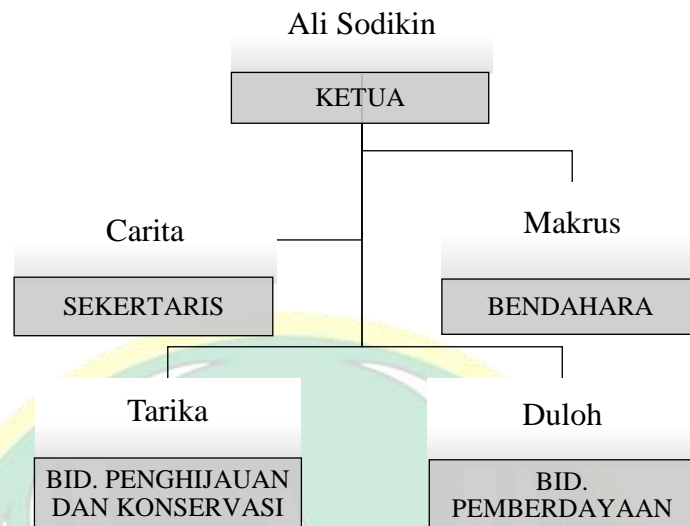 Ali Sodikin
KETUA
Carita
SEKERTARIS
Makrus
BENDAHARA
Tarika
BID. PENGHIJAUAN
DAN KONSERVASI
Duloh
BID.
PEMBERDAYAAN